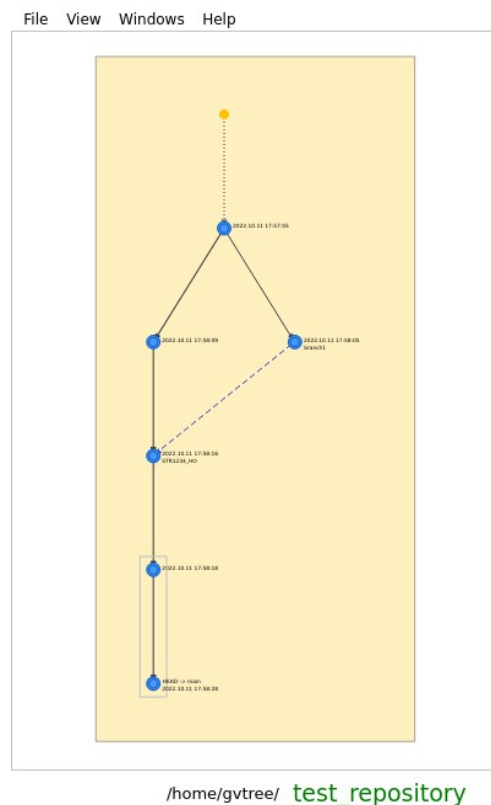 File View Windows Help
2022.10.11 17:57:55
2022.10.11 17:58:09
2022.10.11 17:58:05
branch1
2022.10.11 17:58:16
STR1234_HO
2022.10.11 17:58:18
HEAD -> main
2022.10.11 17:58:28
/home/gvtree/ test_repository